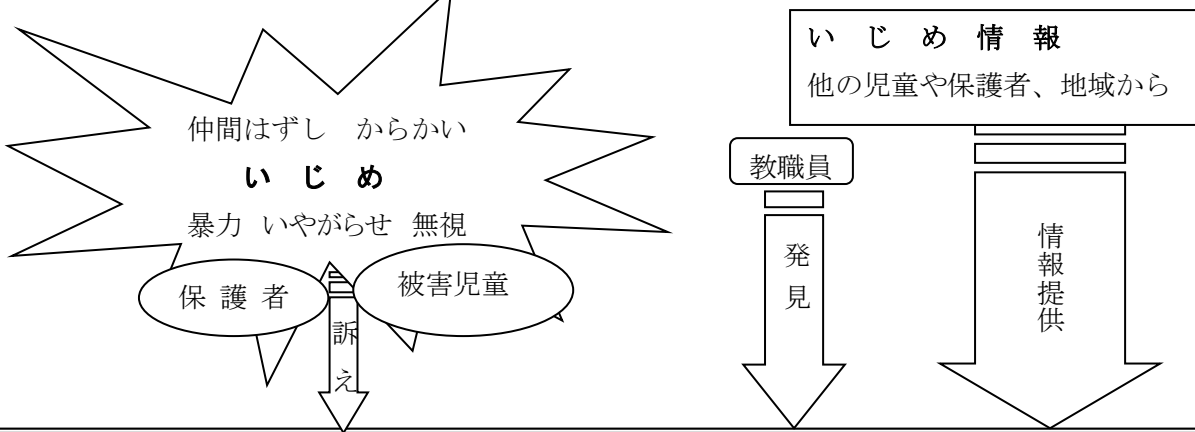 仲間はずし　からかい
い　じ　め
暴力　いやがらせ　無視
保　護　者
被害児童
訴え
い　じ　め　情　報
他の児童や保護者、地域から
教職員
発見
情報提供